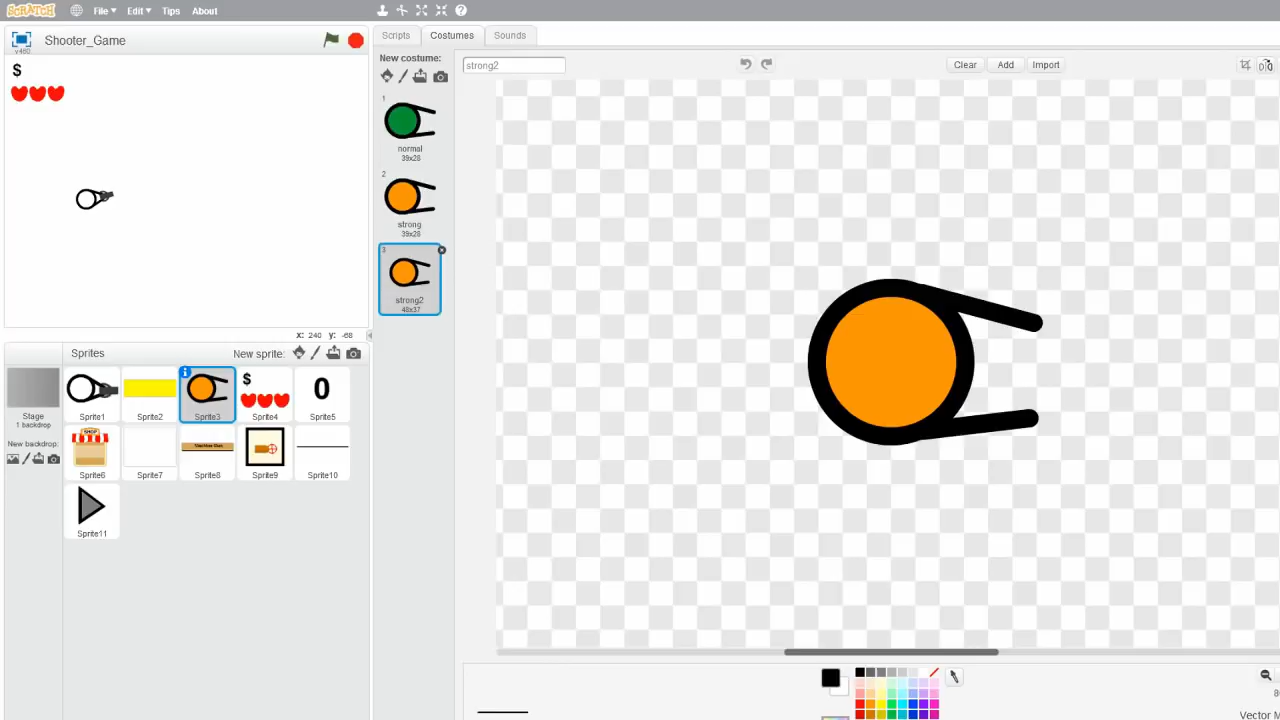 SCRATCH File Edit Tips About
v460
Shooter_Game
$
x: 240 y: -68
Sprites New sprite:
Stage
1 backdrop
New backdrop:
Sprite1
Sprite2
Sprite3
$
Sprite4
0
Sprite5
SHOP
Sprite6
Sprite7
Machine Gun
Sprite8
Sprite9
Sprite10
Sprite11
Scripts Costumes Sounds
New costume:
1
normal
39x28
2
strong
39x28
3
strong2
48x37
strong2
Clear Add Import
Vector M